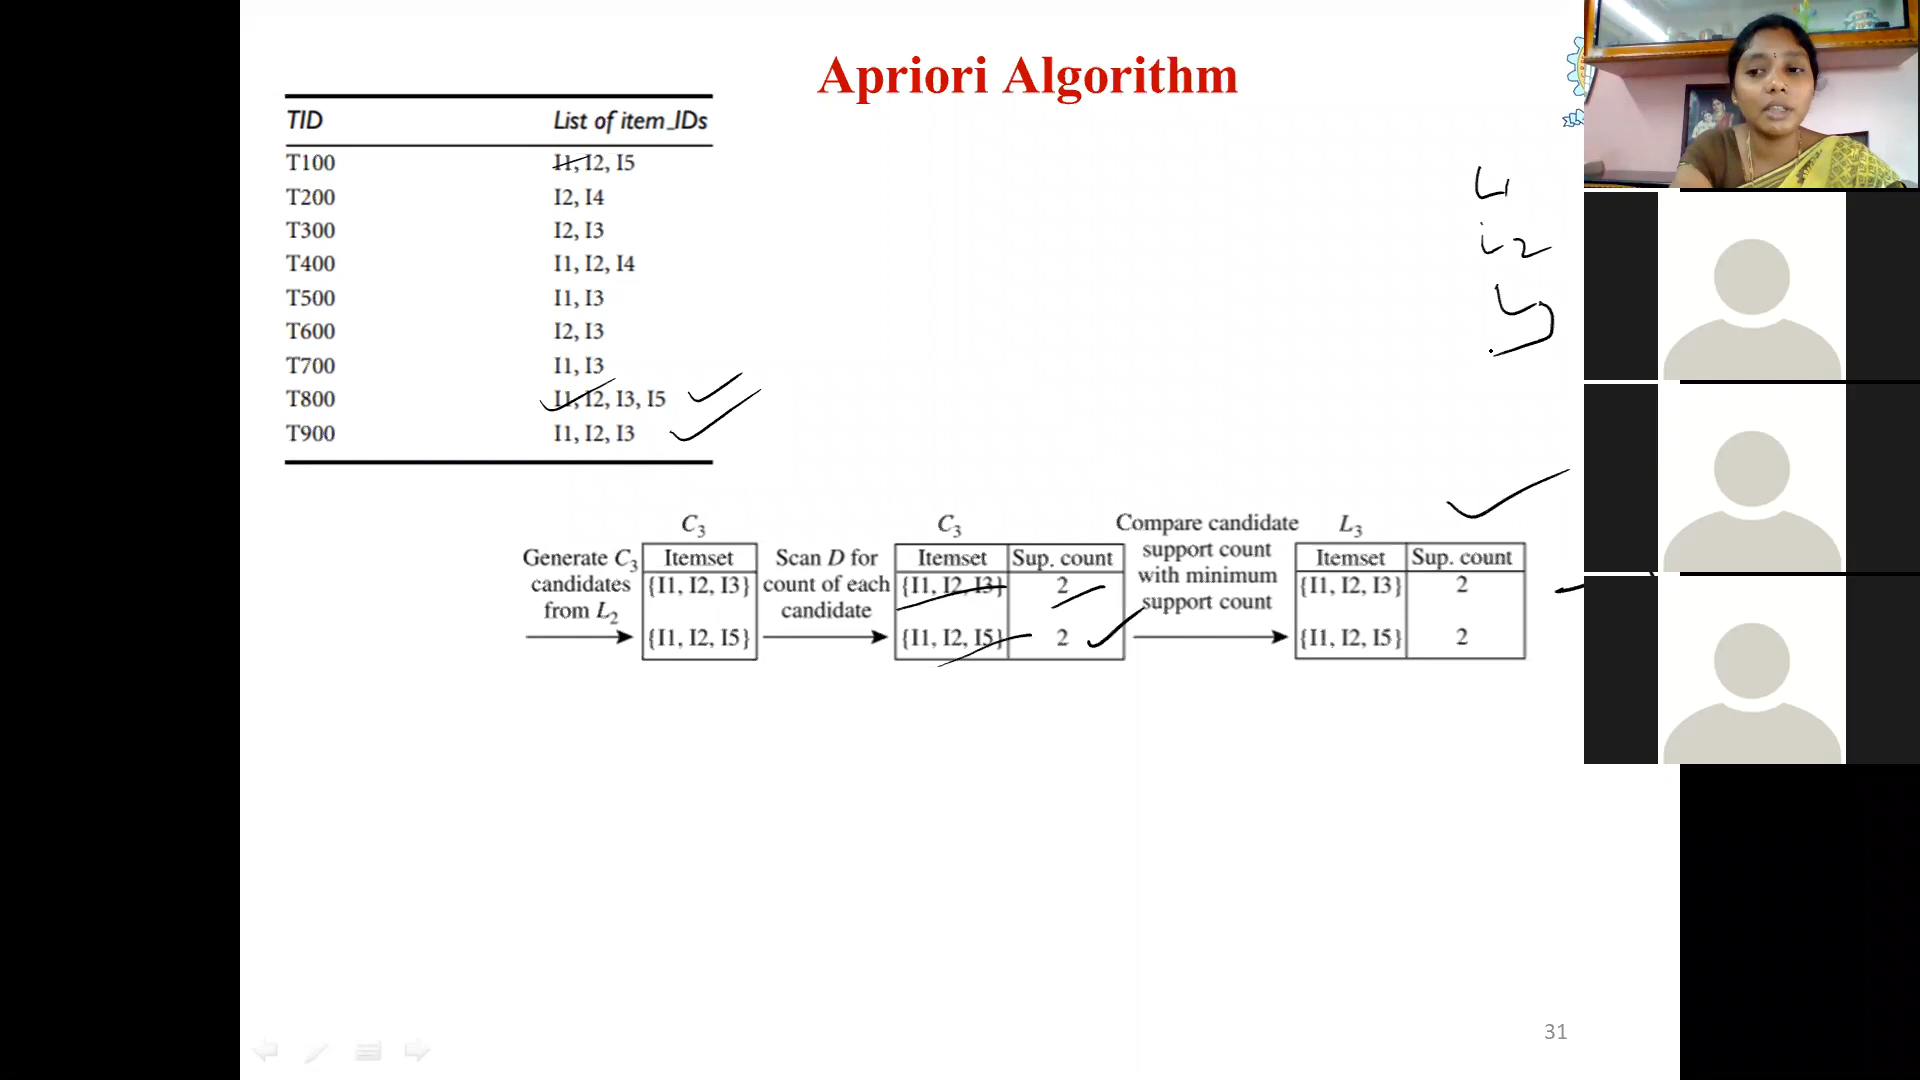 Apriori Algorithm
TID List of item_IDs
T100 I1, I2, I5
T200 I2, I4
T300 I2, I3
T400 I1, I2, I4
T500 I1, I3
T600 I2, I3
T700 I1, I3
T800 I1, I2, I3, I5
T900 I1, I2, I3
i2
Generate C3
candidates
from L2
C3
Itemset
{I1, I2, I3}
{I1, I2, I5}
Scan D for
count of each
candidate
C3
Itemset Sup. count
{I1, I2, I3} 2
{I1, I2, I5} 2
Compare candidate
support count
with minimum
support count
L3
Itemset Sup. count
{I1, I2, I3} 2
{I1, I2, I5} 2
31